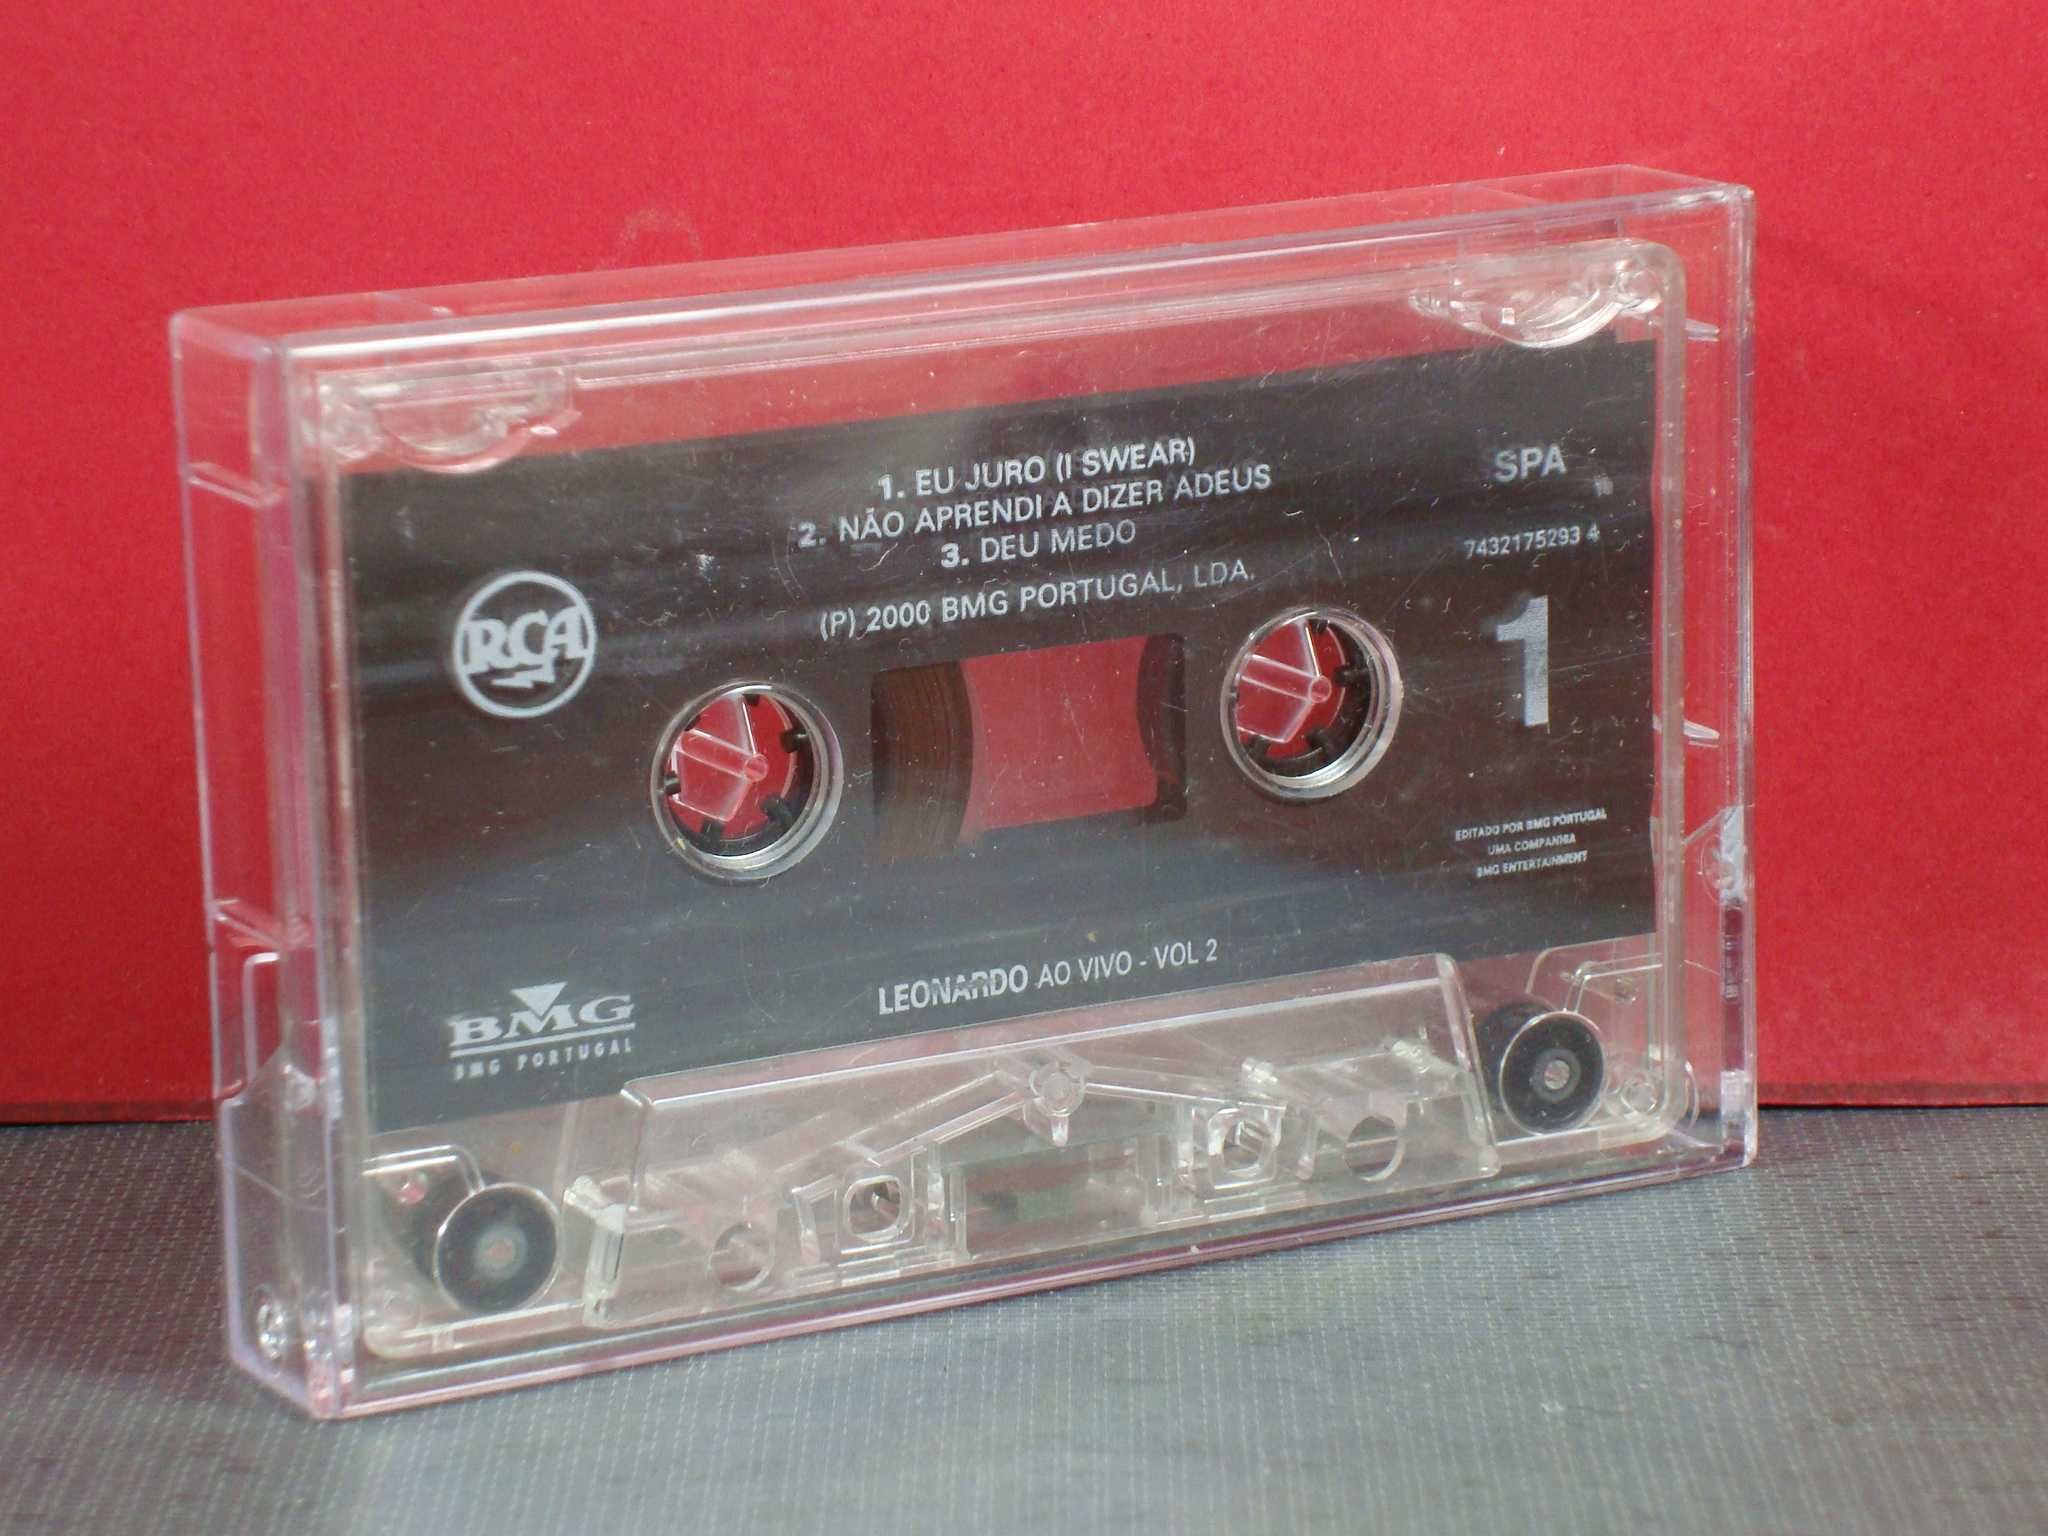 1. EU JURO (I SWEAR)
2. NÃO APRENDI A DIZER ADEUS
3. DEU MEDO
(P) 2000 BMG PORTUGAL, LDA.
SPA
7432175293 4
1
RCA
EDITADO POR BMG PORTUGAL
UMA COMPANHIA
BMG ENTERTAINMENT
LEONARDO AO VIVO - VOL 2
BMG
BMG PORTUGAL